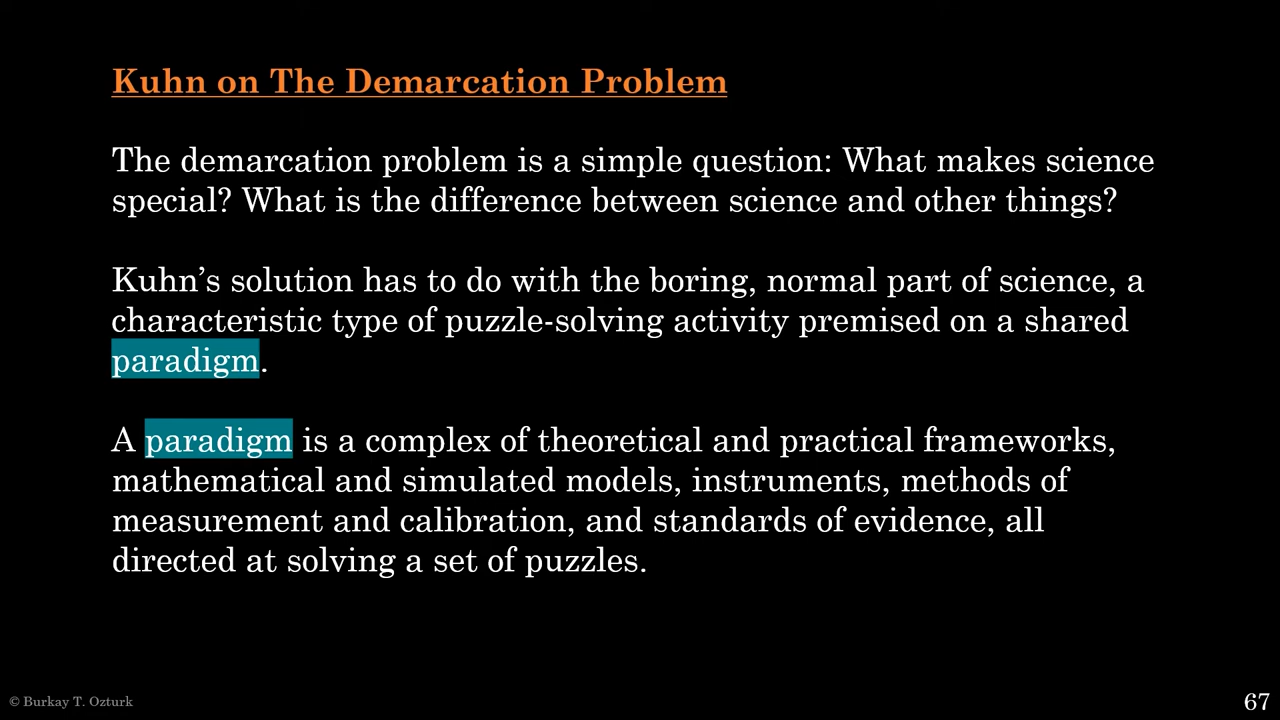 Kuhn on The Demarcation Problem
The demarcation problem is a simple question: What makes science
special? What is the difference between science and other things?
Kuhn’s solution has to do with the boring, normal part of science, a
characteristic type of puzzle-solving activity premised on a shared
paradigm.
A paradigm is a complex of theoretical and practical frameworks,
mathematical and simulated models, instruments, methods of
measurement and calibration, and standards of evidence, all
directed at solving a set of puzzles.
© Burkay T. Ozturk
67